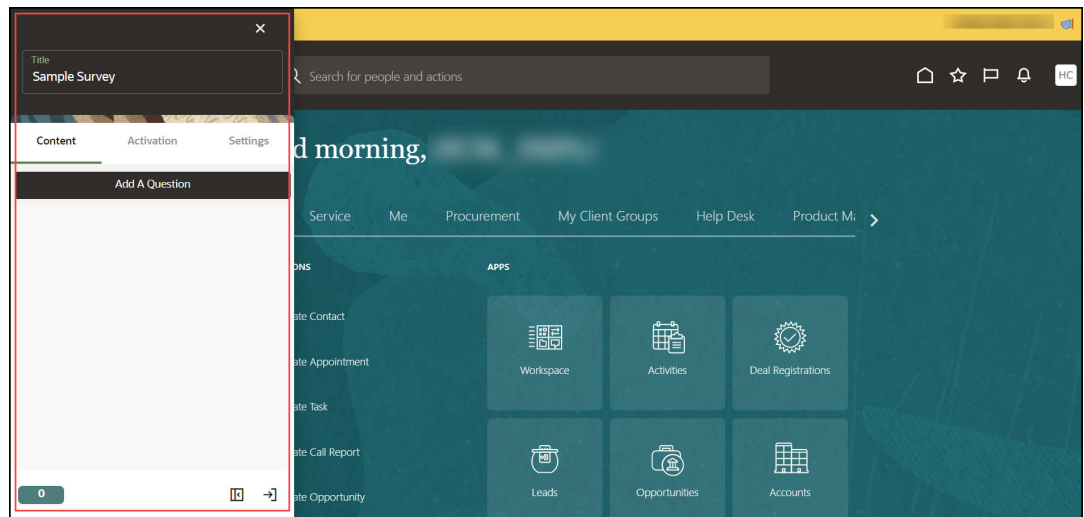 Title
Sample Survey
Content Activation Settings
Add A Question
0
Search for people and actions
HC
d morning,
Service Me Procurement My Client Groups Help Desk Product Ma
ONS
ate Contact
ate Appointment
ate Task
ate Call Report
ate Opportunity
APPS
Workspace Activities Deal Registrations
Leads Opportunities Accounts